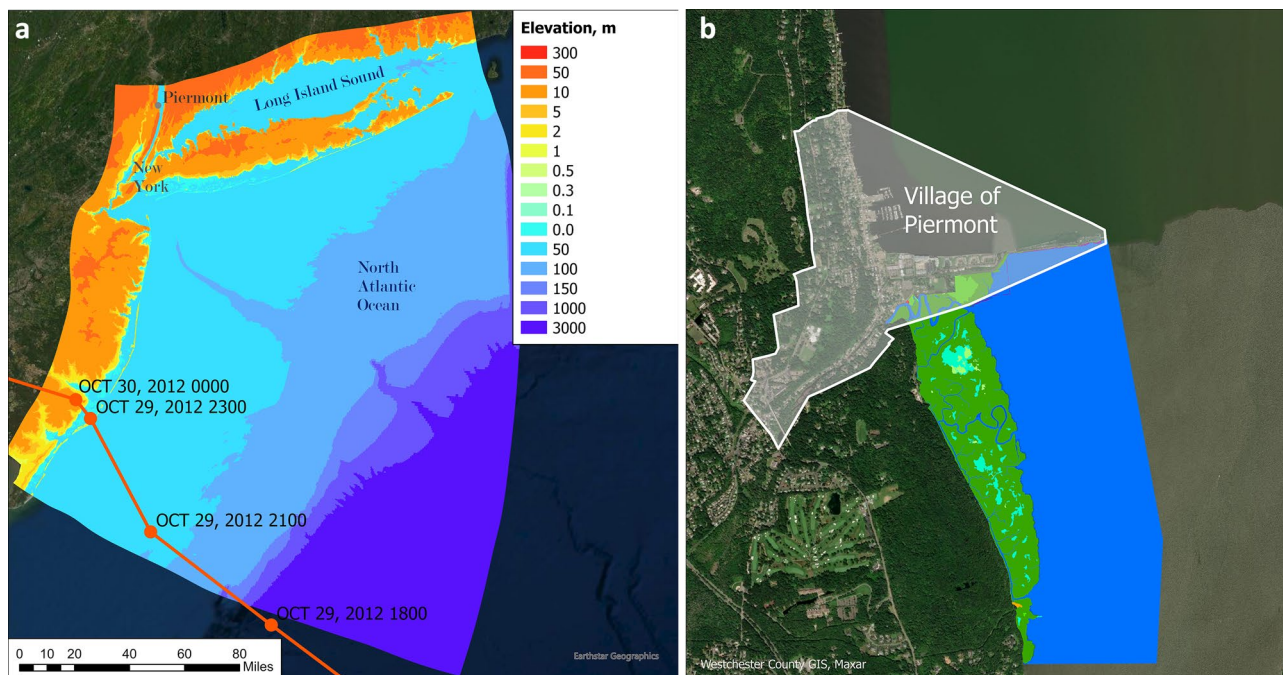 a
Piermont
Long Island Sound
New
York
North
Atlantic
Ocean
OCT 30, 2012 0000
OCT 29, 2012 2300
OCT 29, 2012 2100
OCT 29, 2012 1800
0 10 20 40 60 80
Miles
Earthstar Geographics
Elevation, m
300
50
10
5
2
1
0.5
0.3
0.1
0.0
50
100
150
1000
3000
b
Village of
Piermont
Westchester County GIS, Maxar